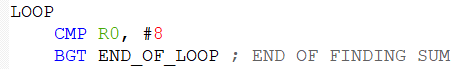 LOOP
CMP R0, #8
BGT END_OF_LOOP ; END OF FINDING SUM